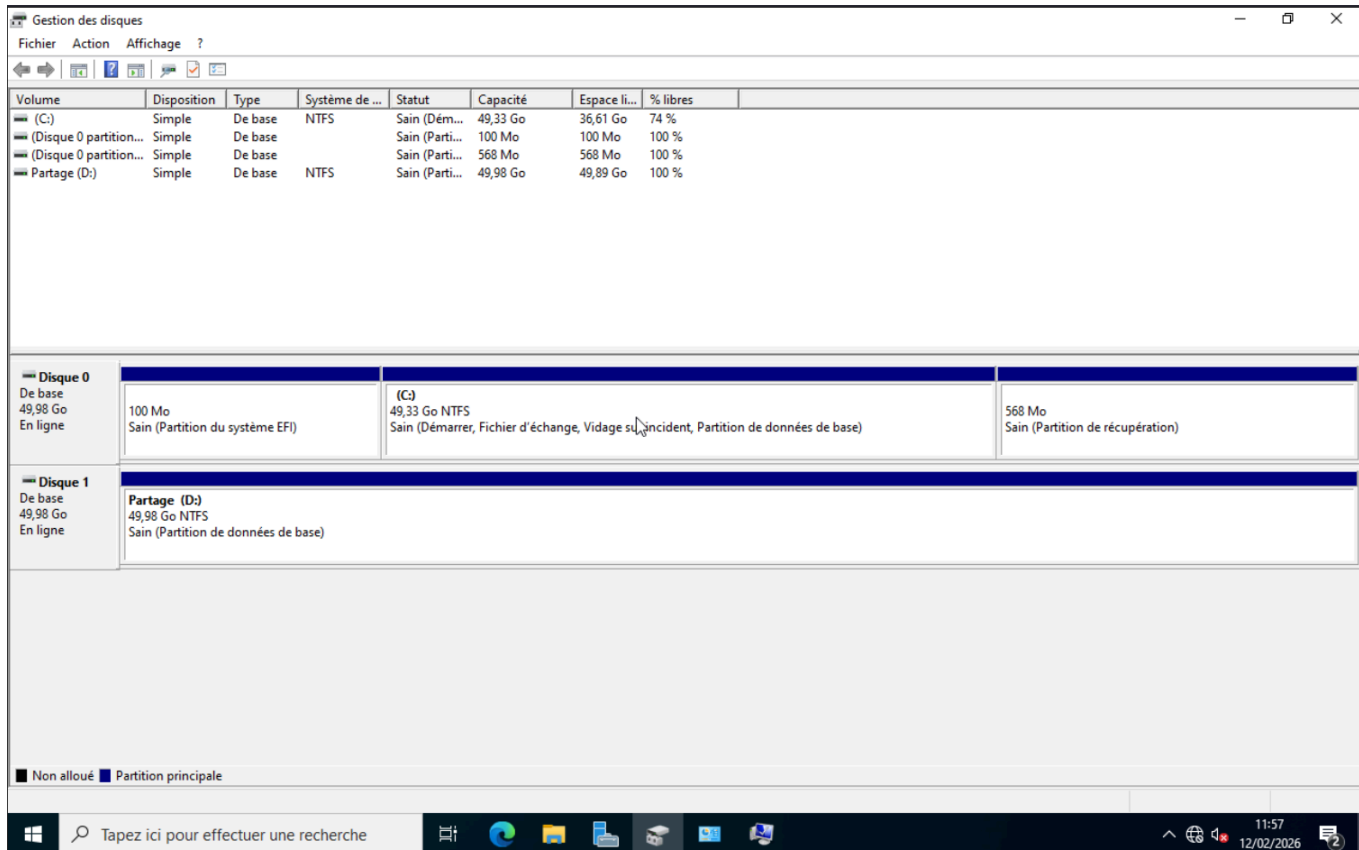 Gestion des disques
Fichier Action Affichage ?
Volume Disposition Type Système de ... Statut Capacité Espace li... % libres
(C:) Simple De base NTFS Sain (Dém... 49,33 Go 36,61 Go 74 %
(Disque 0 partition... Simple De base Sain (Parti... 100 Mo 100 Mo 100 %
(Disque 0 partition... Simple De base Sain (Parti... 568 Mo 568 Mo 100 %
Partage (D:) Simple De base NTFS Sain (Parti... 49,98 Go 49,89 Go 100 %
Disque 0
De base
49,98 Go
En ligne
100 Mo
Sain (Partition du système EFI)
(C:)
49,33 Go NTFS
Sain (Démarrer, Fichier d'échange, Vidage sur incident, Partition de données de base)
568 Mo
Sain (Partition de récupération)
Disque 1
De base
49,98 Go
En ligne
Partage (D:)
49,98 Go NTFS
Sain (Partition de données de base)
Non alloué Partition principale
Tapez ici pour effectuer une recherche
11:57
12/02/2026
2